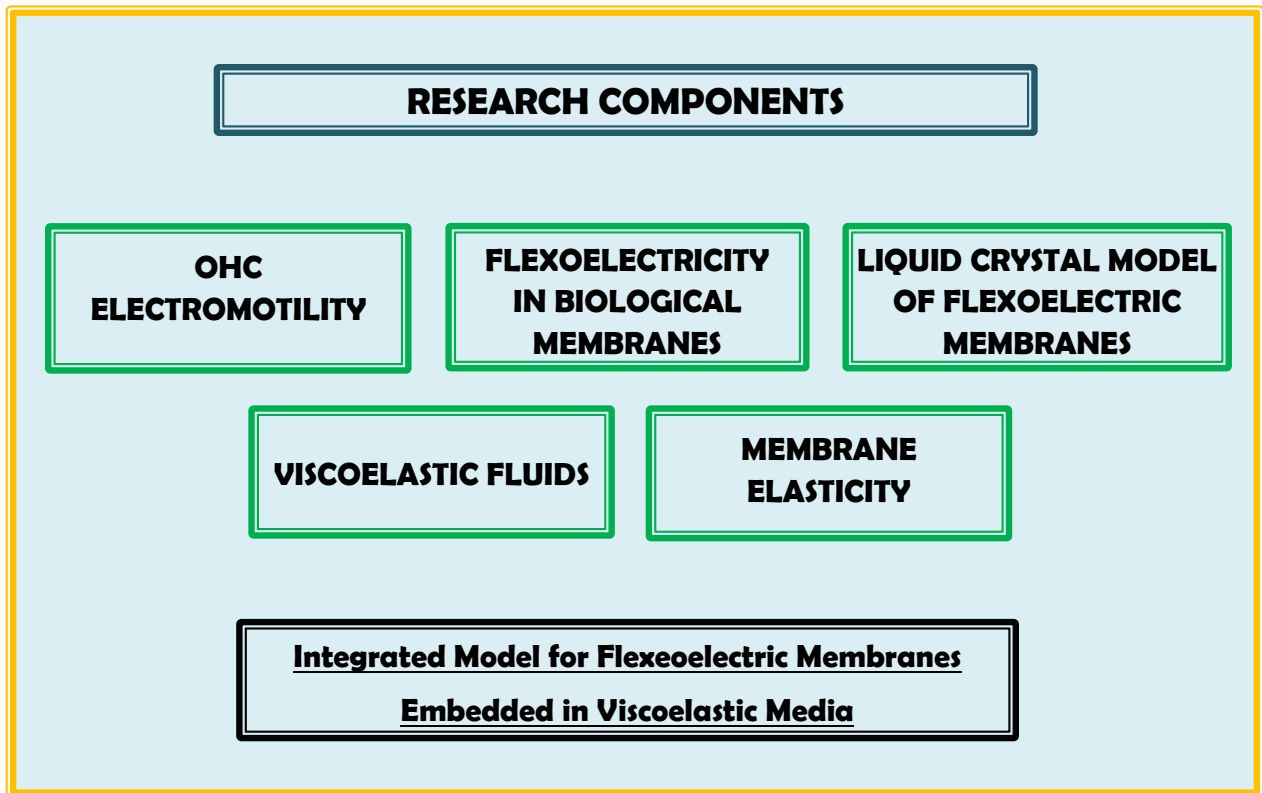 RESEARCH COMPONENTS
OHC
ELECTROMOTILITY
FLEXOELECTRICITY
IN BIOLOGICAL
MEMBRANES
LIQUID CRYSTAL MODEL
OF FLEXOELECTRIC
MEMBRANES
VISCOELASTIC FLUIDS
MEMBRANE
ELASTICITY
Integrated Model for Flexeoelectric Membranes
Embedded in Viscoelastic Media